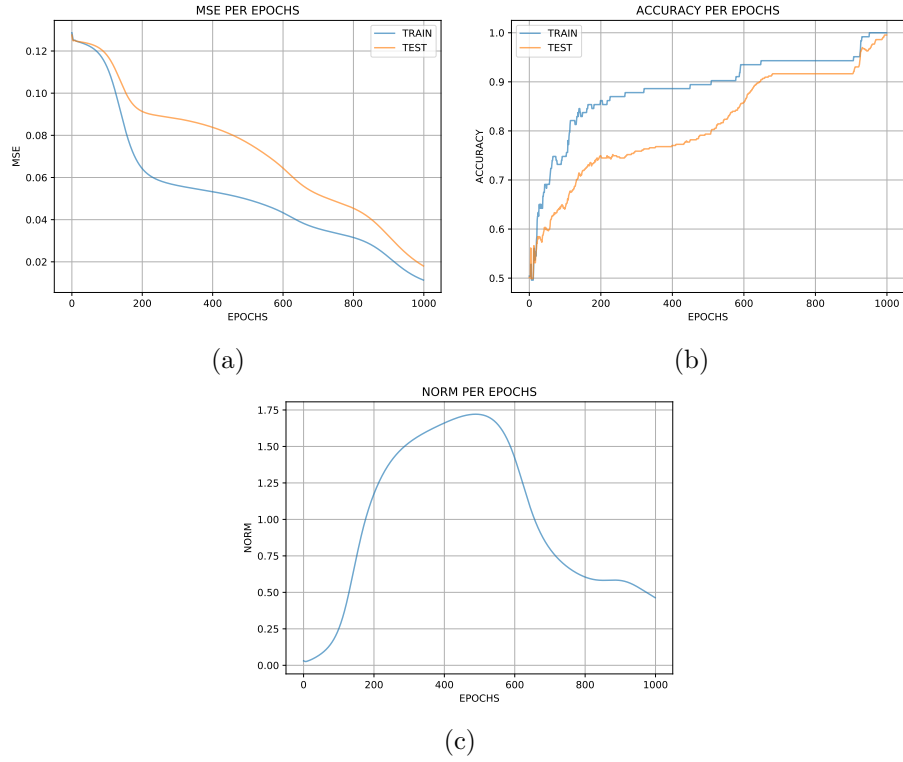 MSE PER EPOCHS
TRAIN
TEST
0.12
0.10
0.08
0.06
0.04
0.02
MSE
0 200 400 600 800 1000
EPOCHS
(a)
ACCURACY PER EPOCHS
TRAIN
TEST
1.0
0.9
0.8
0.7
0.6
0.5
ACCURACY
0 200 400 600 800 1000
EPOCHS
(b)
NORM PER EPOCHS
1.75
1.50
1.25
1.00
0.75
0.50
0.25
0.00
NORM
0 200 400 600 800 1000
EPOCHS
(c)